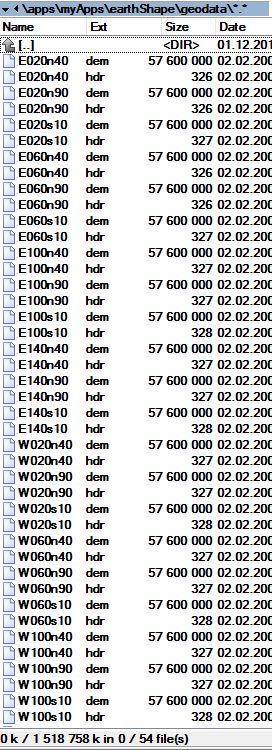 \apps\myApps\earthShape\geodata\*.*
Name Ext Size Date
[..] <DIR> 01.12.201
E020n40 dem 57 600 000 02.02.200
E020n40 hdr 326 02.02.200
E020n90 dem 57 600 000 02.02.200
E020n90 hdr 326 02.02.200
E020s10 dem 57 600 000 02.02.200
E020s10 hdr 327 02.02.200
E060n40 dem 57 600 000 02.02.200
E060n40 hdr 326 02.02.200
E060n90 dem 57 600 000 02.02.200
E060n90 hdr 326 02.02.200
E060s10 dem 57 600 000 02.02.200
E060s10 hdr 327 02.02.200
E100n40 dem 57 600 000 02.02.200
E100n40 hdr 327 02.02.200
E100n90 dem 57 600 000 02.02.200
E100n90 hdr 327 02.02.200
E100s10 dem 57 600 000 02.02.200
E100s10 hdr 328 02.02.200
E140n40 dem 57 600 000 02.02.200
E140n40 hdr 327 02.02.200
E140n90 dem 57 600 000 02.02.200
E140n90 hdr 327 02.02.200
E140s10 dem 57 600 000 02.02.200
E140s10 hdr 328 02.02.200
W020n40 dem 57 600 000 02.02.200
W020n40 hdr 327 02.02.200
W020n90 dem 57 600 000 02.02.200
W020n90 hdr 327 02.02.200
W020s10 dem 57 600 000 02.02.200
W020s10 hdr 328 02.02.200
W060n40 dem 57 600 000 02.02.200
W060n40 hdr 327 02.02.200
W060n90 dem 57 600 000 02.02.200
W060n90 hdr 327 02.02.200
W060s10 dem 57 600 000 02.02.200
W060s10 hdr 328 02.02.200
W100n40 dem 57 600 000 02.02.200
W100n40 hdr 327 02.02.200
W100n90 dem 57 600 000 02.02.200
W100n90 hdr 327 02.02.200
W100s10 dem 57 600 000 02.02.200
W100s10 hdr 328 02.02.200
0 k / 1 518 758 k in 0 / 54 file(s)